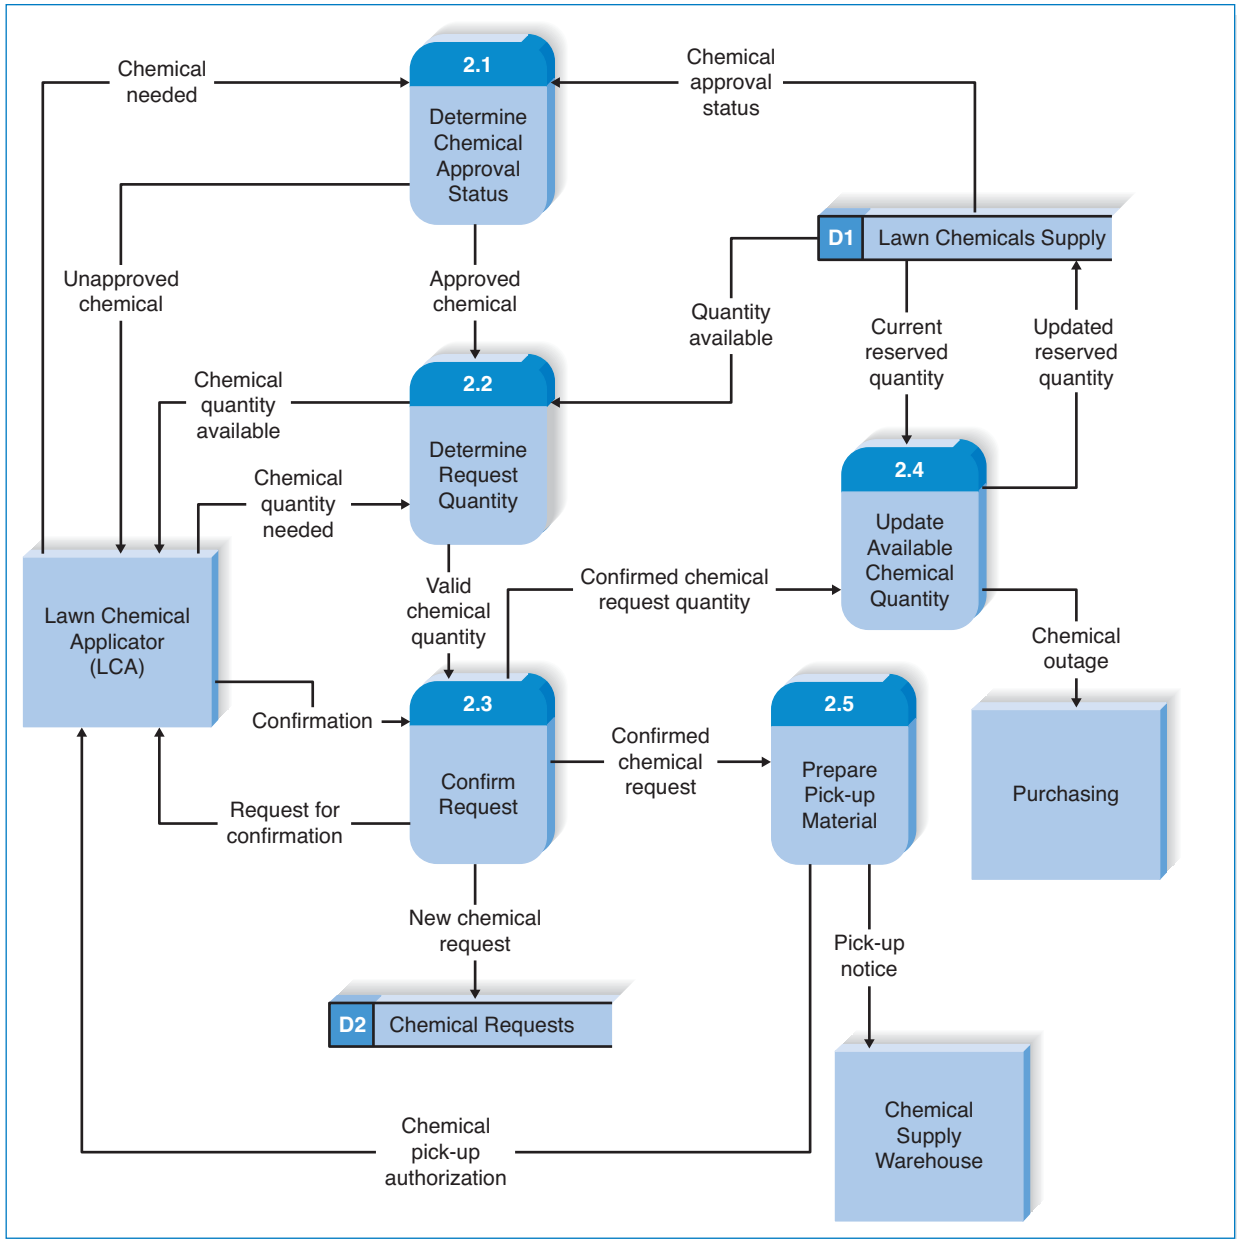 Chemical
needed
2.1
Determine
Chemical
Approval
Status
Chemical
approval
status
D1 Lawn Chemicals Supply
Unapproved
chemical
Approved
chemical
Quantity
available
Current
reserved
quantity
Updated
reserved
quantity
Chemical
quantity
available
2.2
Determine
Request
Quantity
Chemical
quantity
needed
2.4
Update
Available
Chemical
Quantity
Lawn Chemical
Applicator
(LCA)
Valid
chemical
quantity
Confirmed chemical
request quantity
Chemical
outage
Confirmation
2.3
Confirm
Request
Confirmed
chemical
request
2.5
Prepare
Pick-up
Material
Purchasing
Request for
confirmation
New chemical
request
Pick-up
notice
D2 Chemical Requests
Chemical
pick-up
authorization
Chemical
Supply
Warehouse